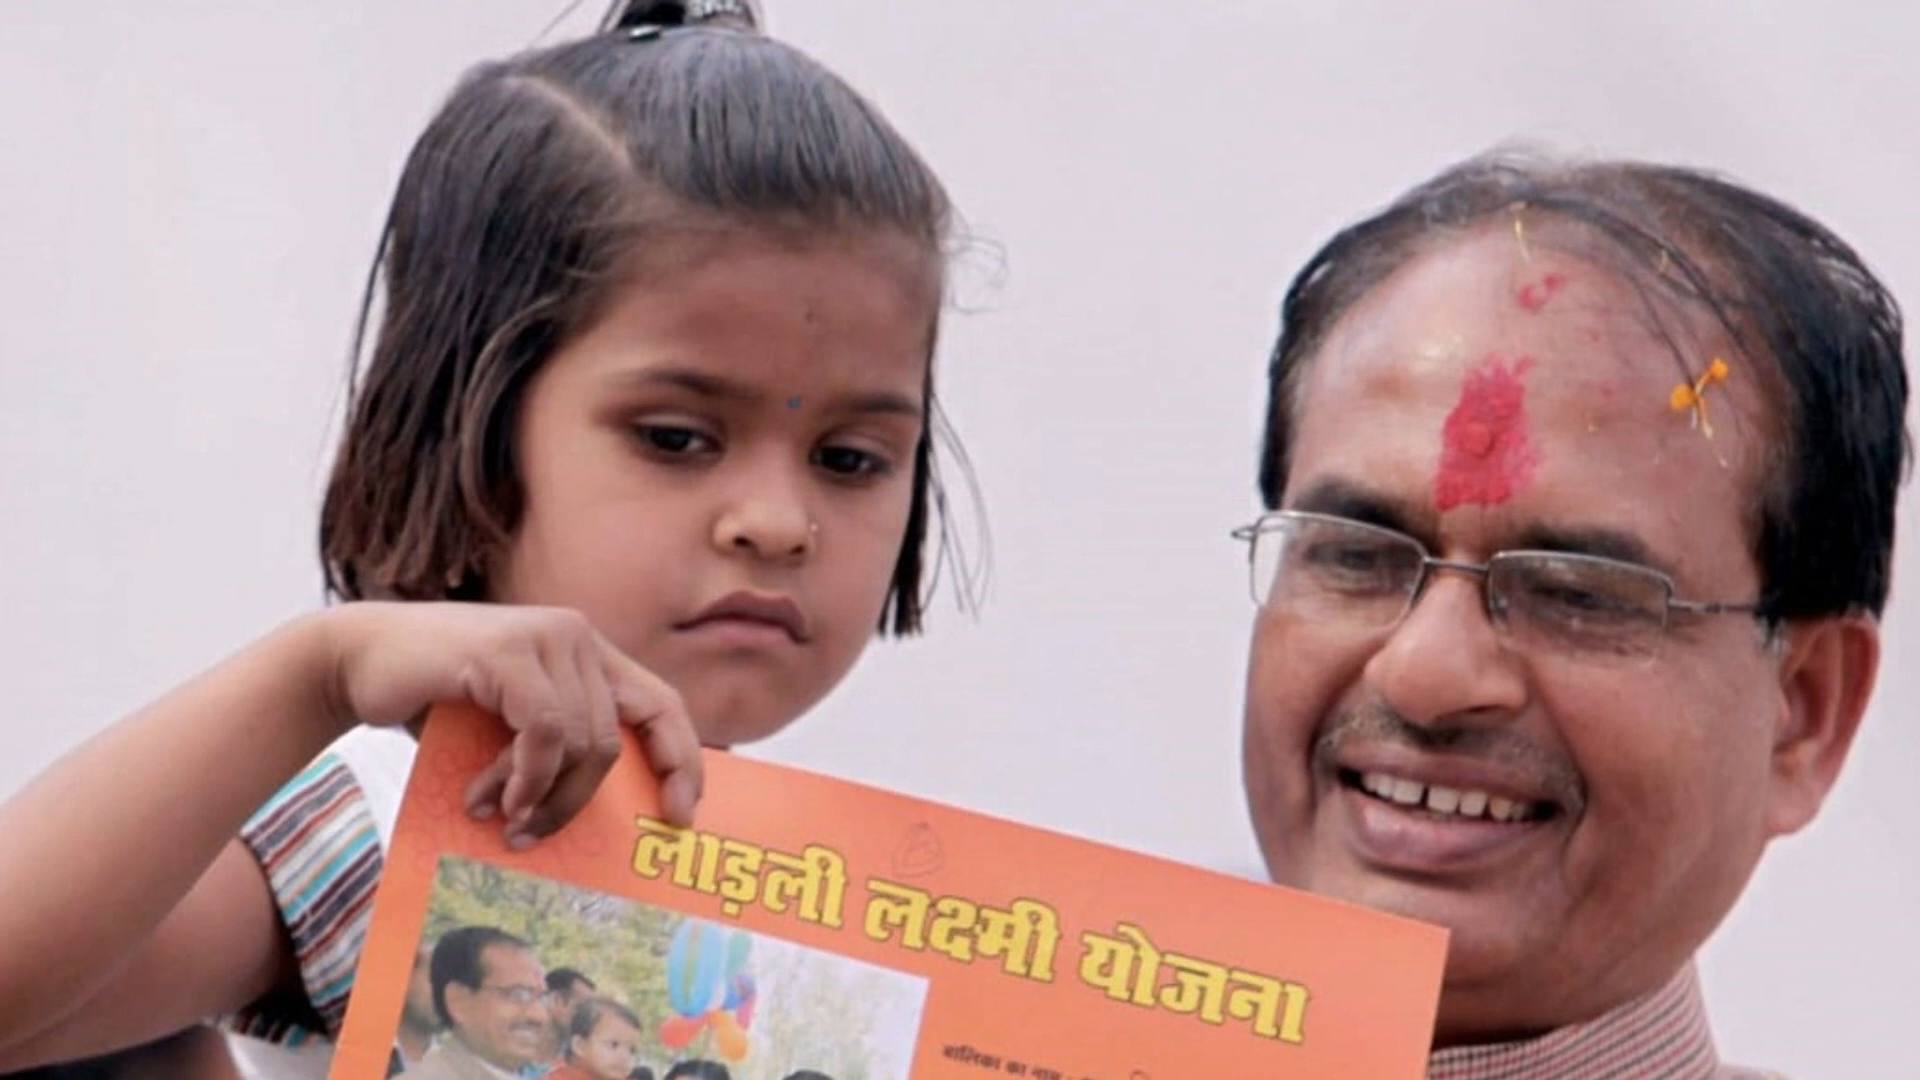 लाड़ली लक्ष्मी योजना
बालिका का नाम